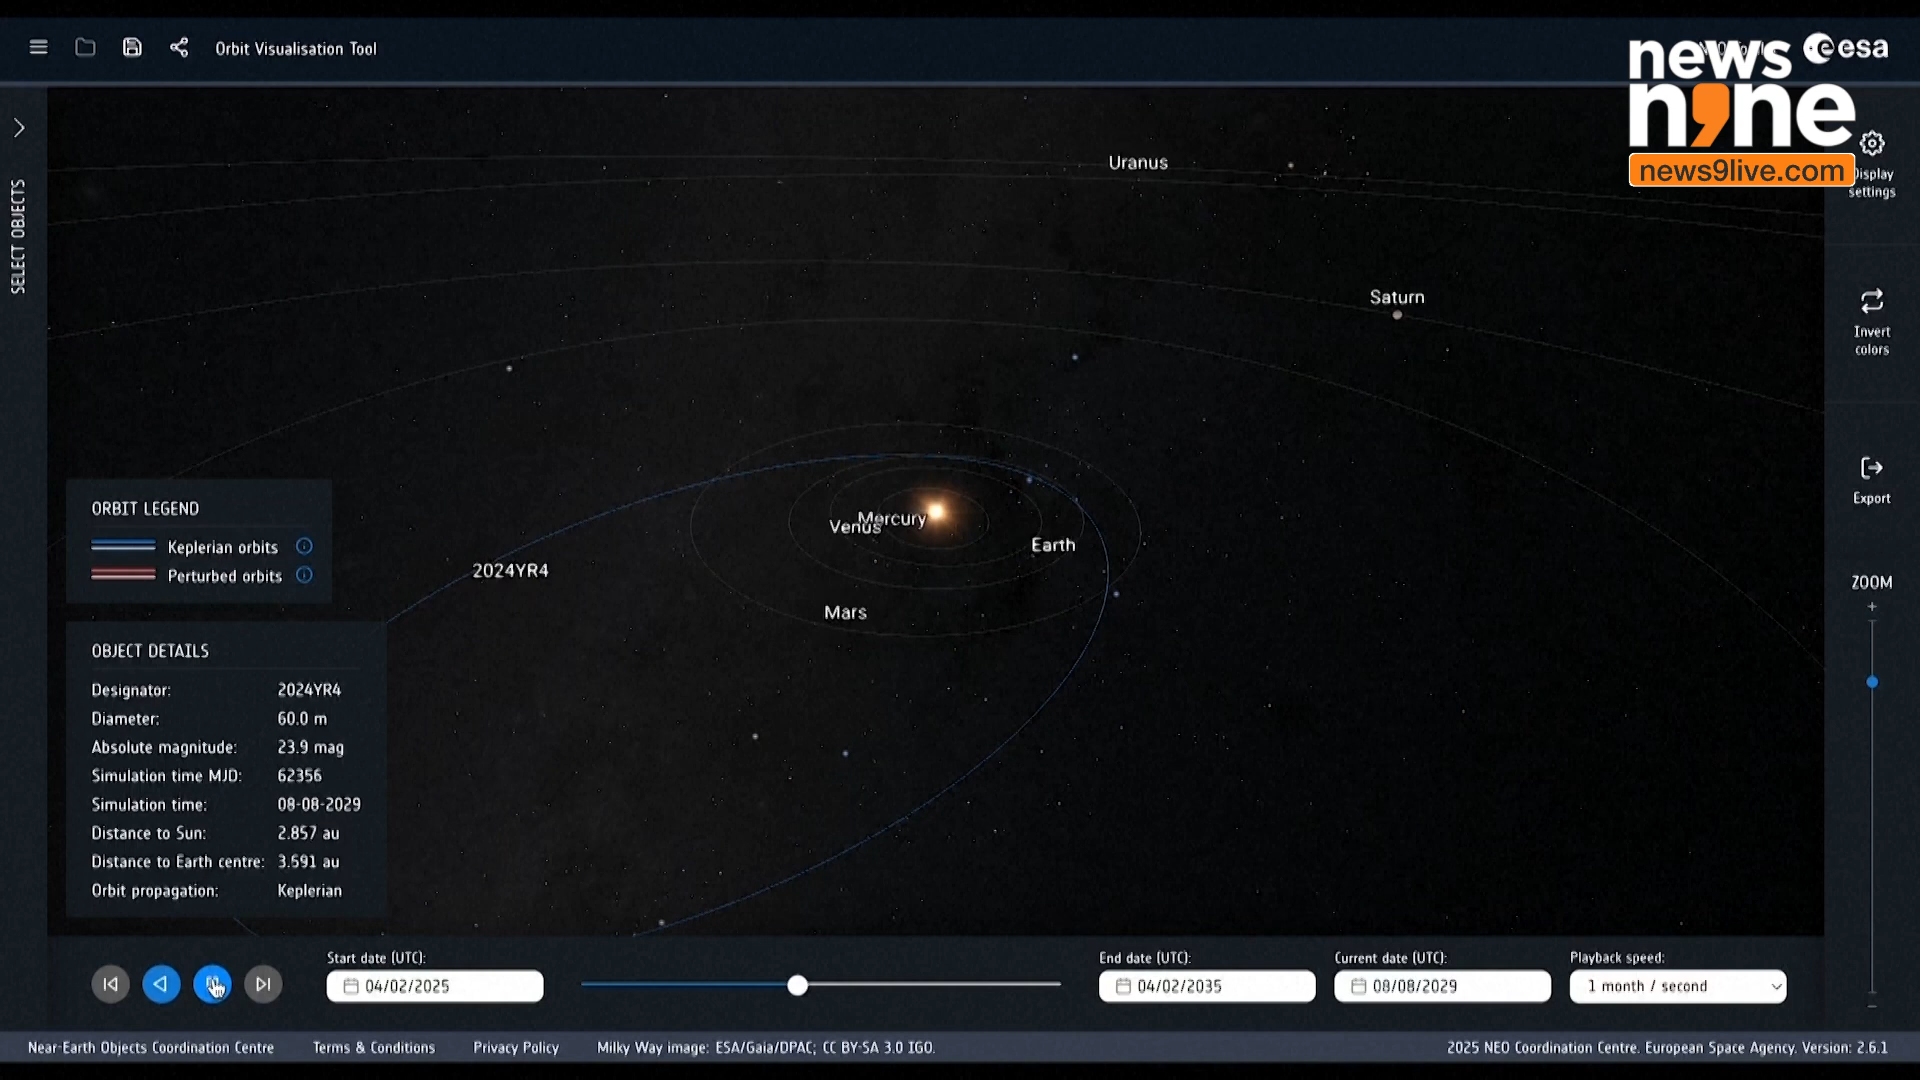 Orbit Visualisation Tool
esa
news
nine
news9live.com
Display
settings
SELECT OBJECTS
Uranus
Saturn
Invert
colors
Export
ZOOM
+
-
Mercury
Venus
Earth
2024YR4
Mars
ORBIT LEGEND
Keplerian orbits
Perturbed orbits
OBJECT DETAILS
Designator: 2024YR4
Diameter: 60.0 m
Absolute magnitude: 23.9 mag
Simulation time MJD: 62356
Simulation time: 08-08-2029
Distance to Sun: 2.857 au
Distance to Earth centre: 3.591 au
Orbit propagation: Keplerian
Start date (UTC):
04/02/2025
End date (UTC):
04/02/2035
Current date (UTC):
08/08/2029
Playback speed:
1 month / second
Near-Earth Objects Coordination Centre Terms & Conditions Privacy Policy Milky Way image: ESA/Gaia/DPAC; CC BY-SA 3.0 IGO. 2025 NEO Coordination Centre. European Space Agency. Version: 2.6.1